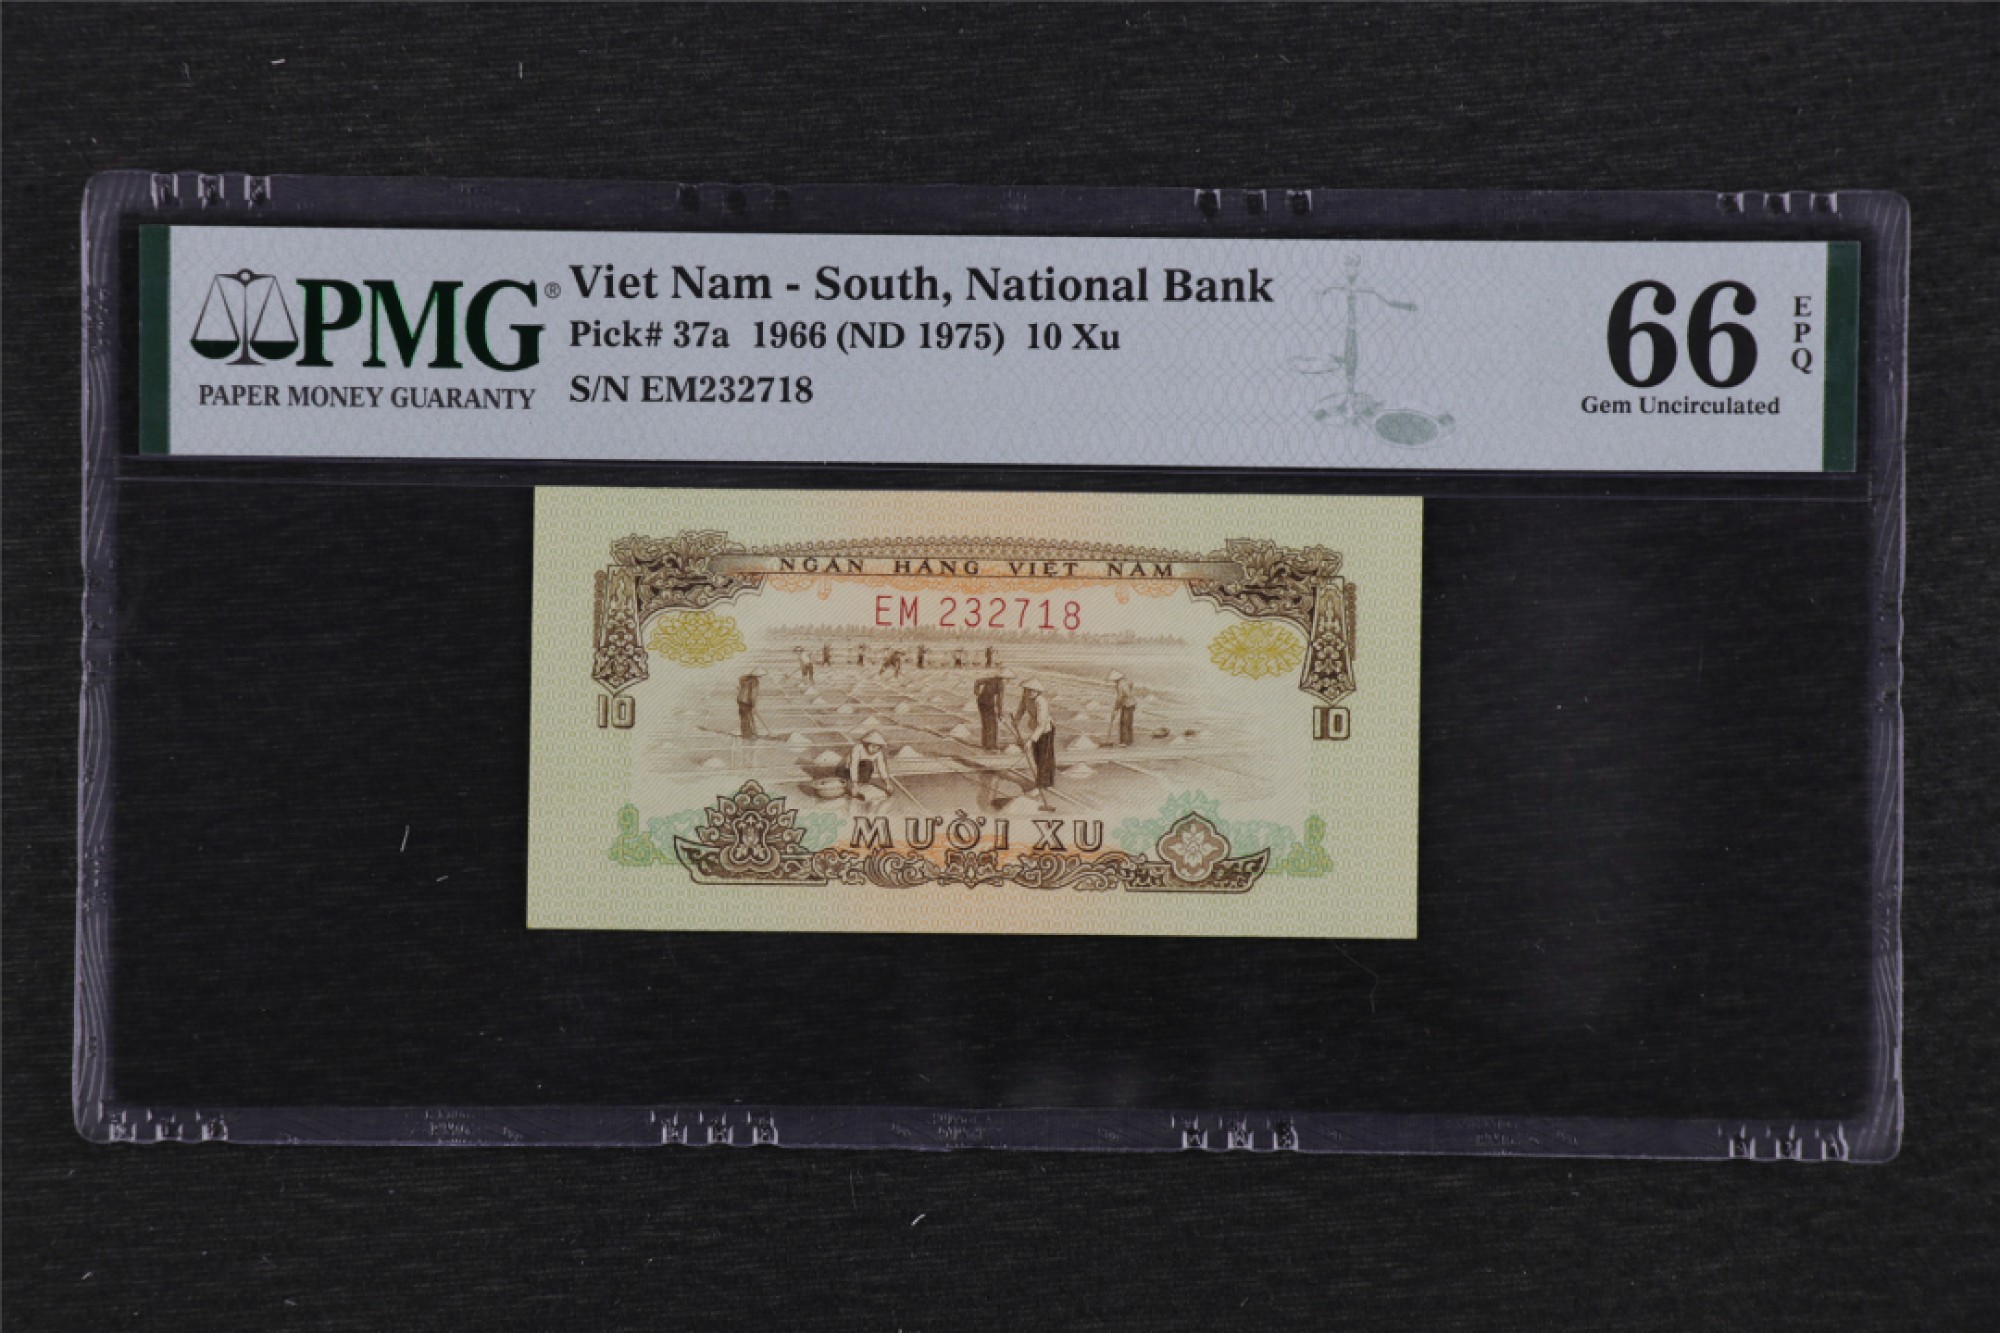 PMG®
PAPER MONEY GUARANTY
Viet Nam - South, National Bank
Pick# 37a 1966 (ND 1975) 10 Xu
S/N EM232718
66
EPQ
Gem Uncirculated
NGÂN HÀNG VIỆT NAM
EM 232718
10
10
MƯỜI XU